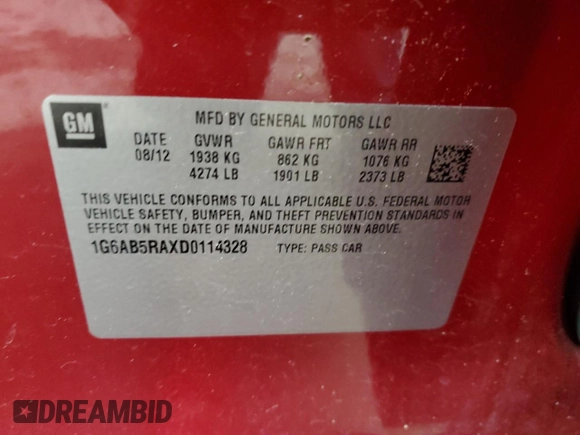 GM
MFD BY GENERAL MOTORS LLC
DATE GVWR GAWR FRT GAWR RR
08/12 1938 KG 862 KG 1076 KG
4274 LB 1901 LB 2373 LB
THIS VEHICLE CONFORMS TO ALL APPLICABLE U.S. FEDERAL MOTOR
VEHICLE SAFETY, BUMPER, AND THEFT PREVENTION STANDARDS
IN EFFECT ON THE DATE OF MANUFACTURE SHOWN ABOVE.
1G6AB5RAXD0114328 TYPE: PASS CAR
DREAMBID